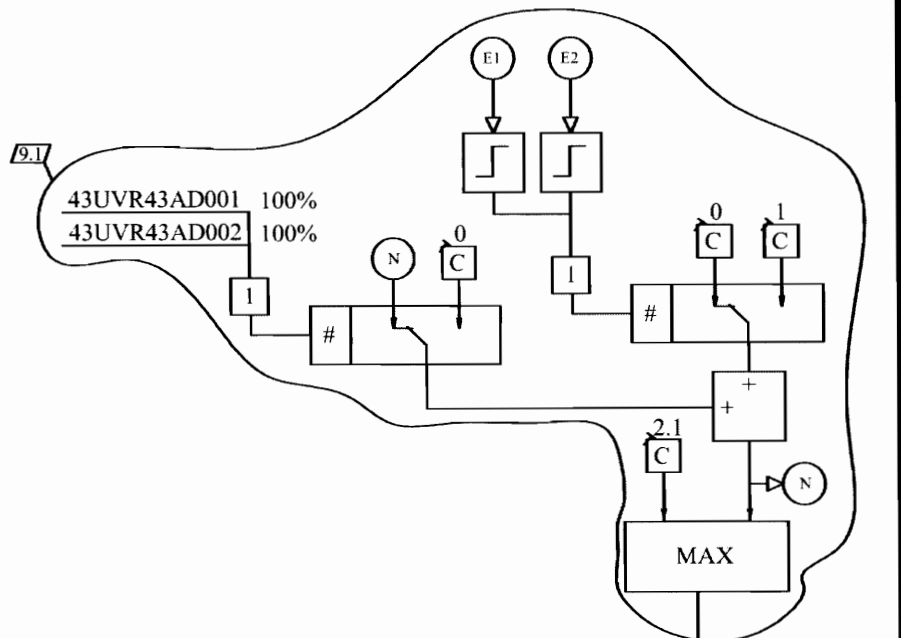 E1 E2
9.1
43UVR43AD001 100%
43UVR43AD002 100%
0 1
C C
0
N C
1 1
# #
+
+
2.1
C
N
MAX